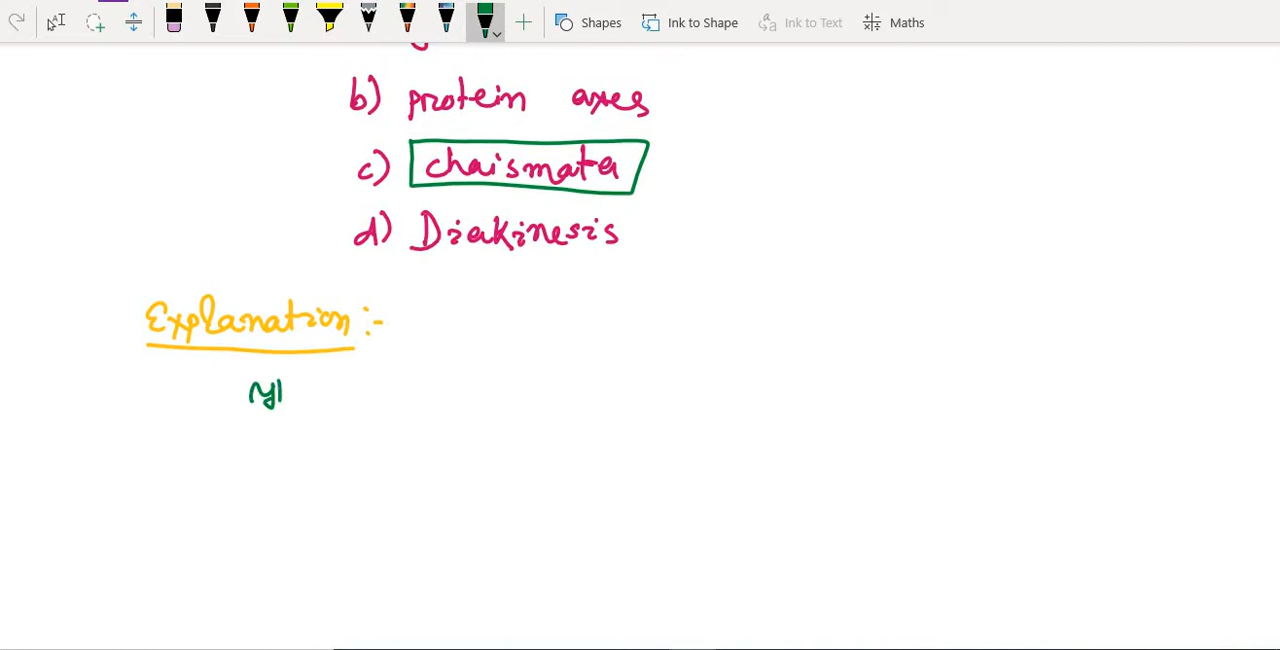 Shapes Ink to Shape Ink to Text Maths
b) protein axes
c) chaismata
d) Diakinesis
Explanation :-